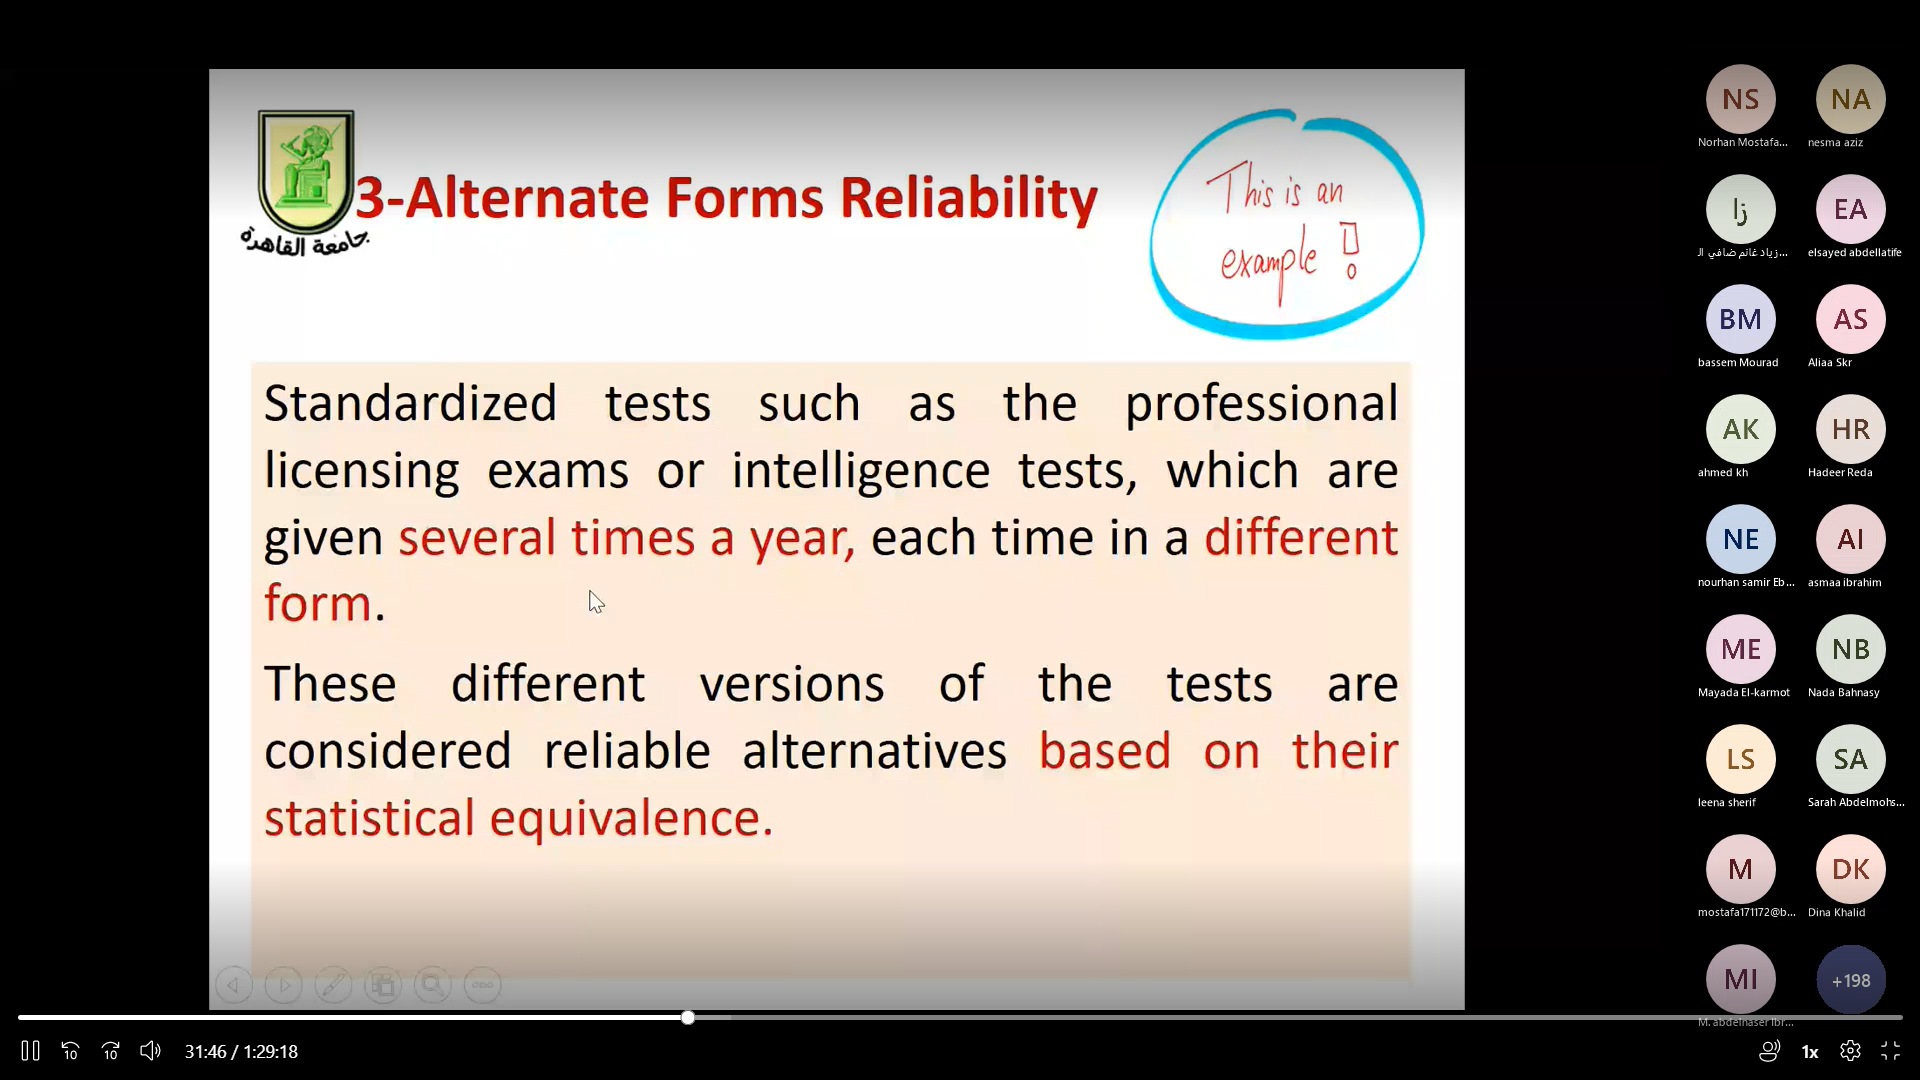 3-Alternate Forms Reliability
جامعة القاهرة
This is an
example !
Standardized tests such as the professional
licensing exams or intelligence tests, which are
given several times a year, each time in a different
form.
These different versions of the tests are
considered reliable alternatives based on their
statistical equivalence.
NS
Norhan Mostafa...
NA
nesma aziz
زا
زياد غانم ضافي ال...
EA
elsayed abdellatife
BM
bassem Mourad
AS
Aliaa Skr
AK
ahmed kh
HR
Hadeer Reda
NE
nourhan samir Eb...
AI
asmaa ibrahim
ME
Mayada El-karmot
NB
Nada Bahnasy
LS
leena sherif
SA
Sarah Abdelmohs...
M
mostafa171172@b...
DK
Dina Khalid
MI
M. abdelnaser Ibr...
+198
10
10
31:46 / 1:29:18
1x